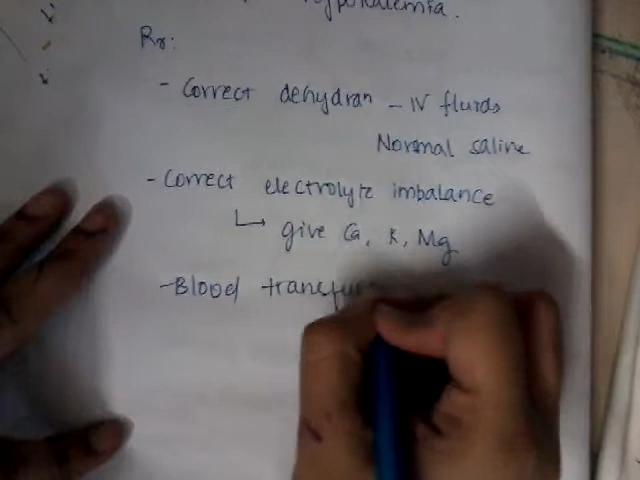 Rx:
- Correct dehydran - IV fluids
Normal saline
- Correct electrolyte imbalance
↳ give Ca, K, Mg
- Blood